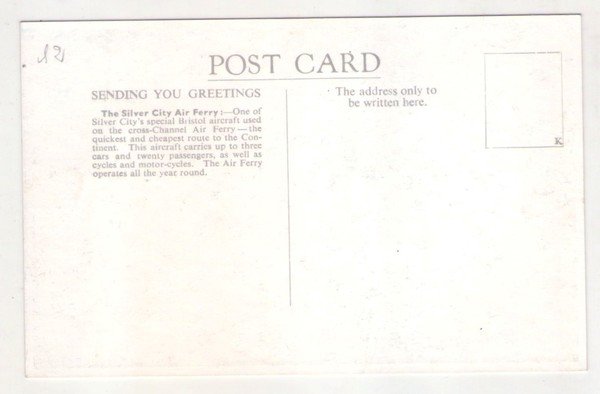 12
POST CARD
SENDING YOU GREETINGS
The Silver City Air Ferry :—One of
Silver City's special Bristol aircraft used
on the cross-Channel Air Ferry — the
quickest and cheapest route to the Con-
tinent. This aircraft carries up to three
cars and twenty passengers, as well as
cycles and motor-cycles. The Air Ferry
operates all the year round.
The address only to
be written here.
K